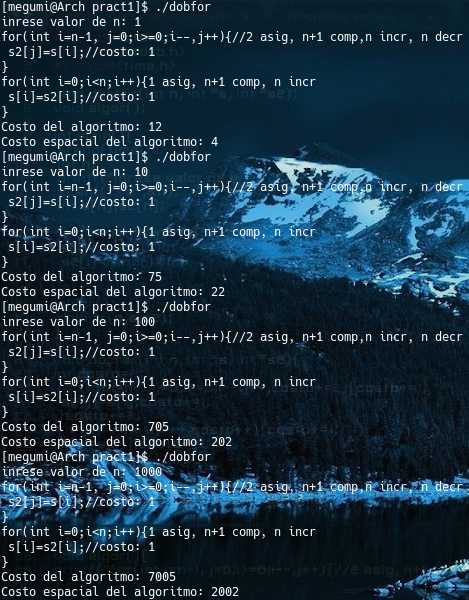 [megumi@Arch pract1]$ ./dobfor
inrese valor de n: 1
for(int i=n-1, j=0;i>=0;i--,j++){//2 asig, n+1 comp,n incr, n decr
 s2[j]=s[i];//costo: 1
}
for(int i=0;i<n;i++){1 asig, n+1 comp, n incr
 s[i]=s2[i];//costo: 1
}
Costo del algoritmo: 12
Costo espacial del algoritmo: 4
[megumi@Arch pract1]$ ./dobfor
inrese valor de n: 10
for(int i=n-1, j=0;i>=0;i--,j++){//2 asig, n+1 comp,n incr, n decr
 s2[j]=s[i];//costo: 1
}
for(int i=0;i<n;i++){1 asig, n+1 comp, n incr
 s[i]=s2[i];//costo: 1
}
Costo del algoritmo: 75
Costo espacial del algoritmo: 22
[megumi@Arch pract1]$ ./dobfor
inrese valor de n: 100
for(int i=n-1, j=0;i>=0;i--,j++){//2 asig, n+1 comp,n incr, n decr
 s2[j]=s[i];//costo: 1
}
for(int i=0;i<n;i++){1 asig, n+1 comp, n incr
 s[i]=s2[i];//costo: 1
}
Costo del algoritmo: 705
Costo espacial del algoritmo: 202
[megumi@Arch pract1]$ ./dobfor
inrese valor de n: 1000
for(int i=n-1, j=0;i>=0;i--,j++){//2 asig, n+1 comp,n incr, n decr
 s2[j]=s[i];//costo: 1
}
for(int i=0;i<n;i++){1 asig, n+1 comp, n incr
 s[i]=s2[i];//costo: 1
}
Costo del algoritmo: 7005
Costo espacial del algoritmo: 2002